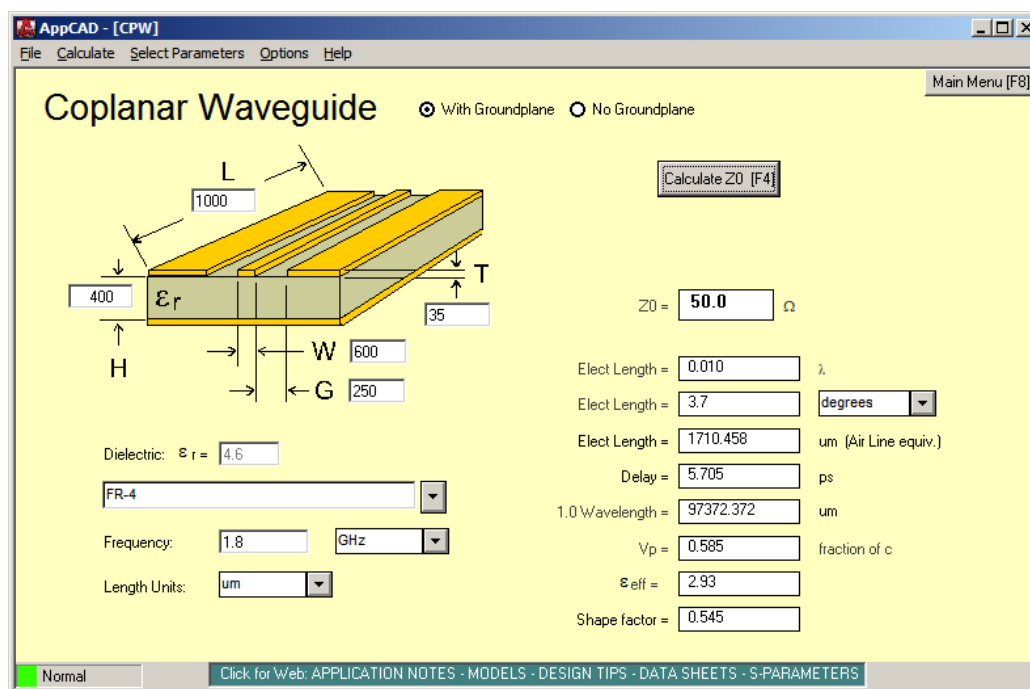 AppCAD - [CPW]
File Calculate Select Parameters Options Help
Main Menu [F8]
Coplanar Waveguide
With Groundplane No Groundplane
Calculate Z0 [F4]
L
1000
400
εr
T
35
H
W 600
G 250
Z0 = 50.0 Ω
Elect Length = 0.010 λ
Elect Length = 3.7 degrees
Elect Length = 1710.458 um (Air Line equiv.)
Delay = 5.705 ps
1.0 Wavelength = 97372.372 um
Vp = 0.585 fraction of c
εeff = 2.93
Shape factor = 0.545
Dielectric: εr = 4.6
FR-4
Frequency: 1.8 GHz
Length Units: um
Normal
Click for Web: APPLICATION NOTES - MODELS - DESIGN TIPS - DATA SHEETS - S-PARAMETERS